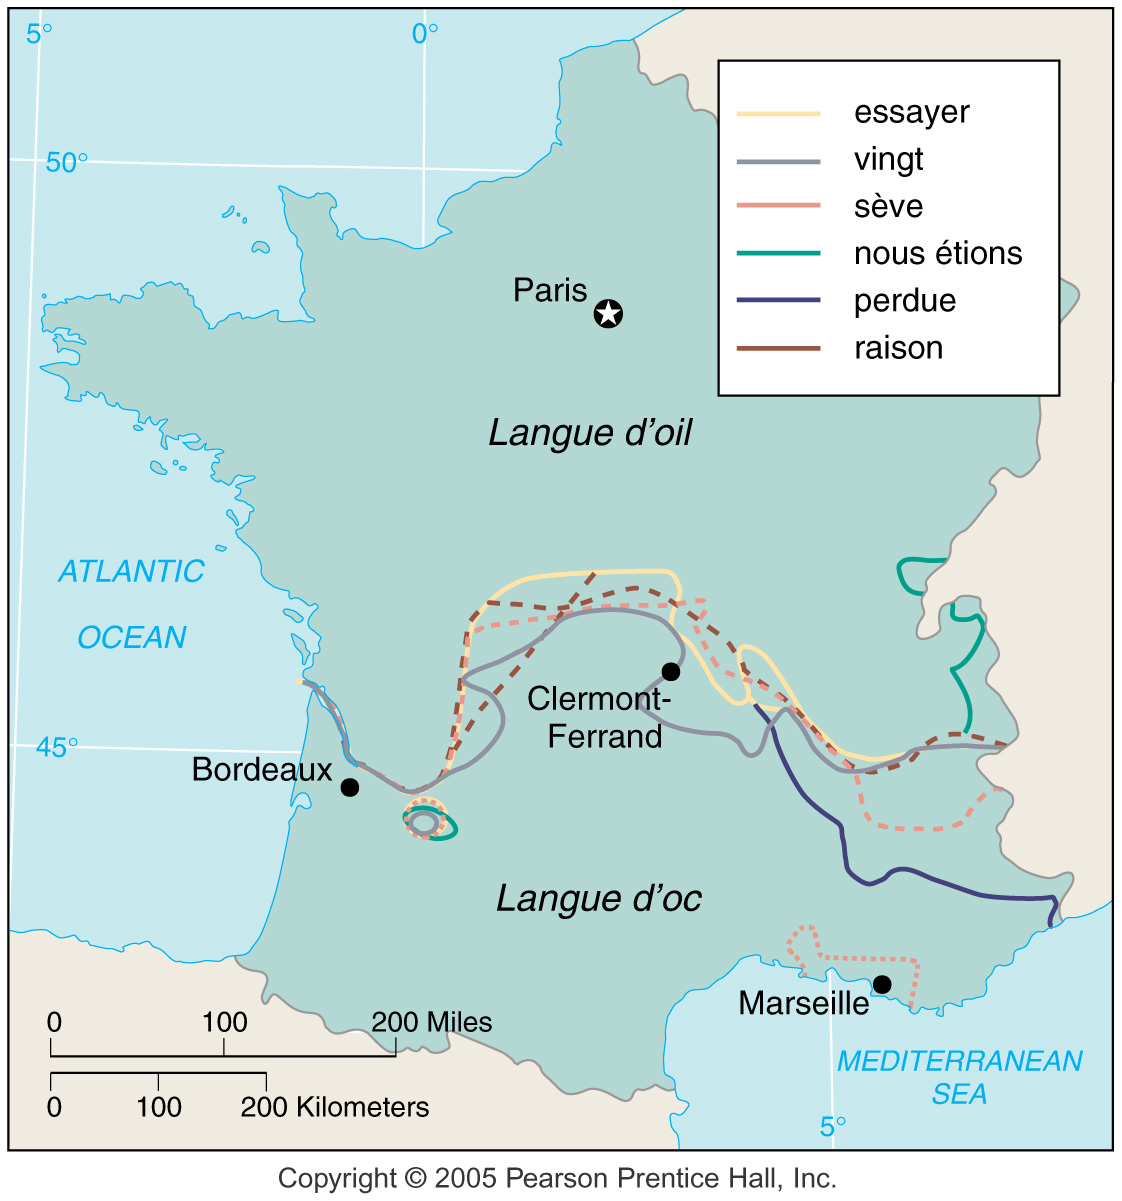 5°
0°
50°
essayer
vingt
sève
nous étions
perdue
raison
Paris
Langue d’oil
ATLANTIC
OCEAN
Clermont-
Ferrand
45°
Bordeaux
Langue d’oc
Marseille
0 100 200 Miles
0 100 200 Kilometers
MEDITERRANEAN
SEA
5°
Copyright © 2005 Pearson Prentice Hall, Inc.